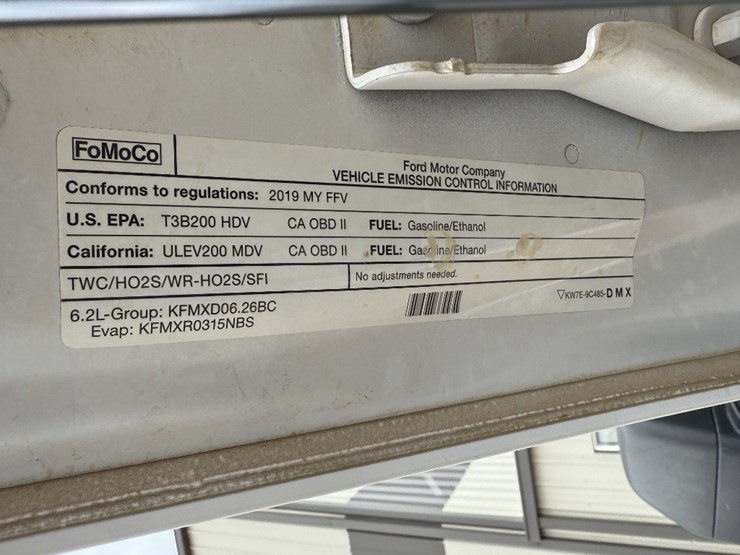 FoMoCo
Ford Motor Company
VEHICLE EMISSION CONTROL INFORMATION
Conforms to regulations: 2019 MY FFV
U.S. EPA: T3B200 HDV CA OBD II FUEL: Gasoline/Ethanol
California: ULEV200 MDV CA OBD II FUEL: Gasoline/Ethanol
TWC/HO2S/WR-HO2S/SFI No adjustments needed.
6.2L-Group: KFMXD06.26BC
Evap: KFMXR0315NBS
KW7E-9C485-DMX